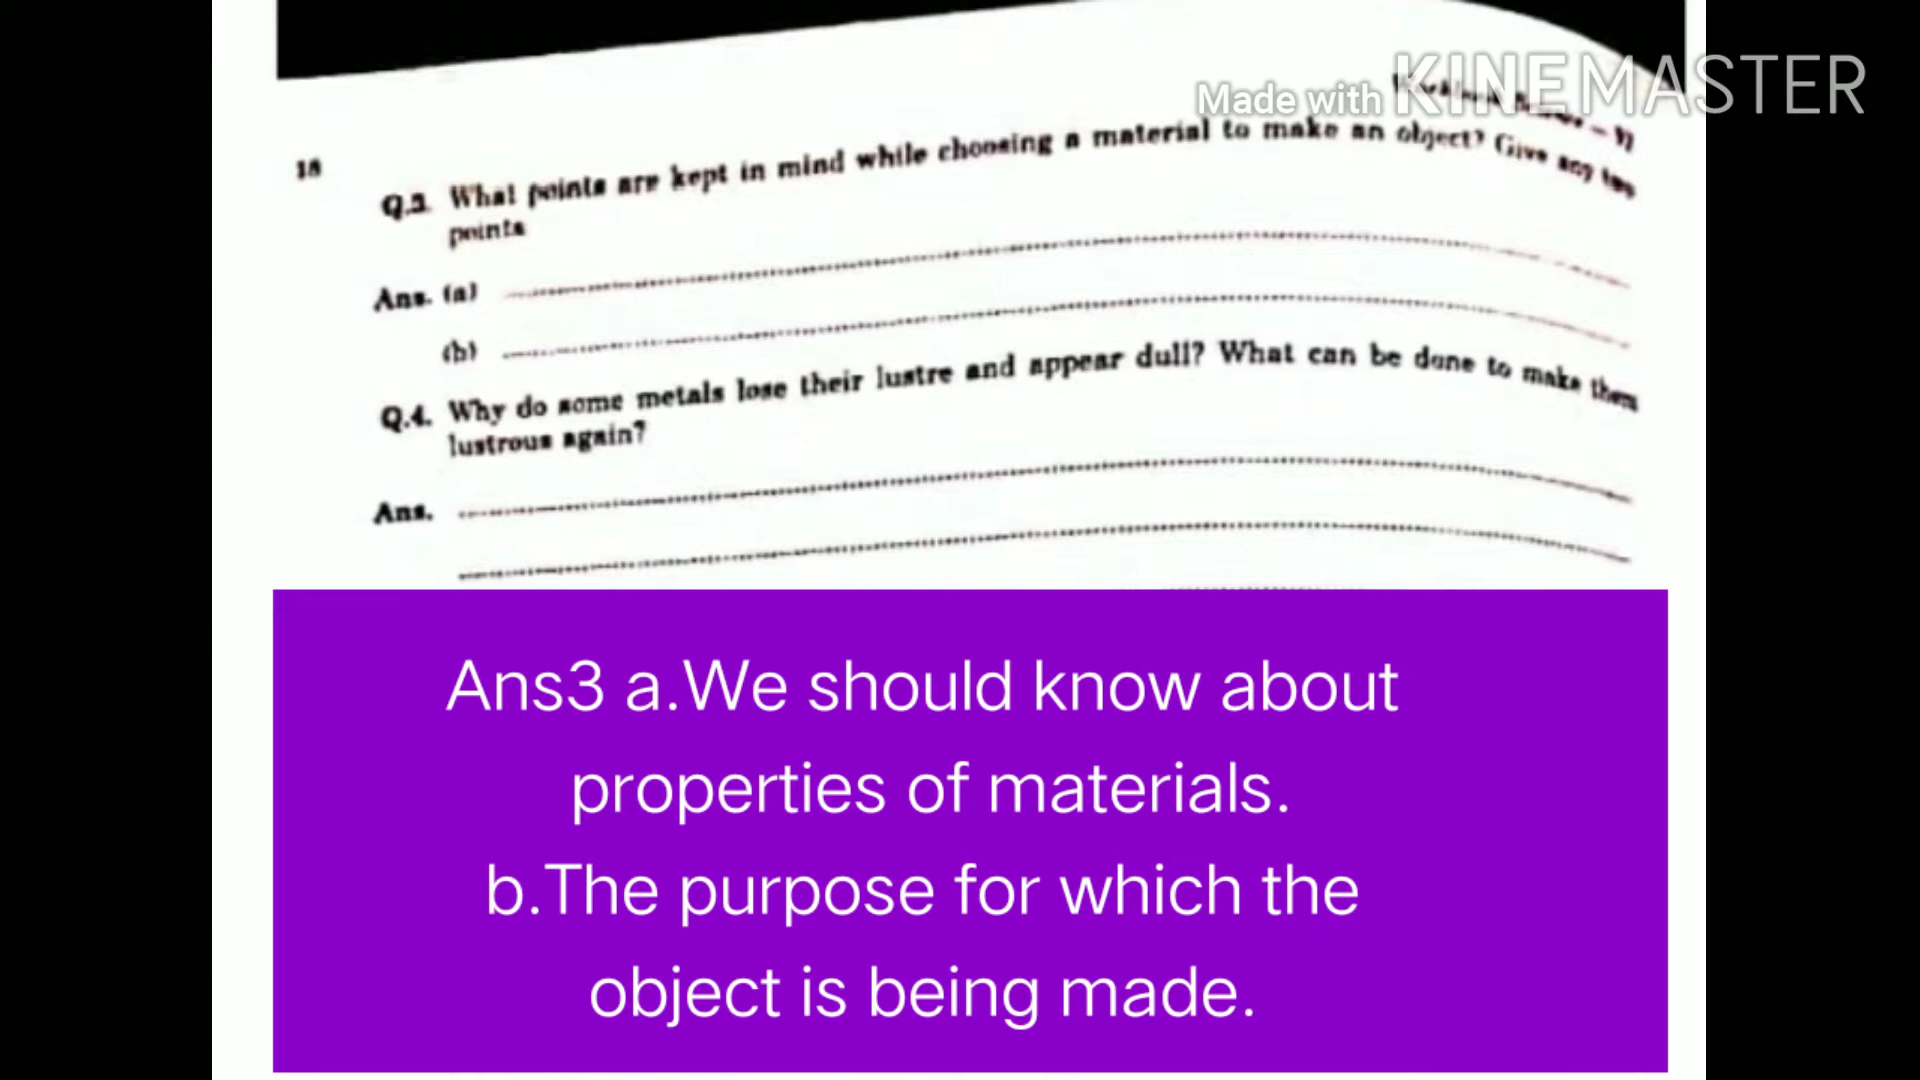 Made with KINEMASTER
18
Q.3. What points are kept in mind while choosing a material to make an object? Give any two
points
Ans. (a)
(b)
Q.4. Why do some metals lose their lustre and appear dull? What can be done to make them
lustrous again?
Ans.
Ans3 a.We should know about
properties of materials.
b.The purpose for which the
object is being made.